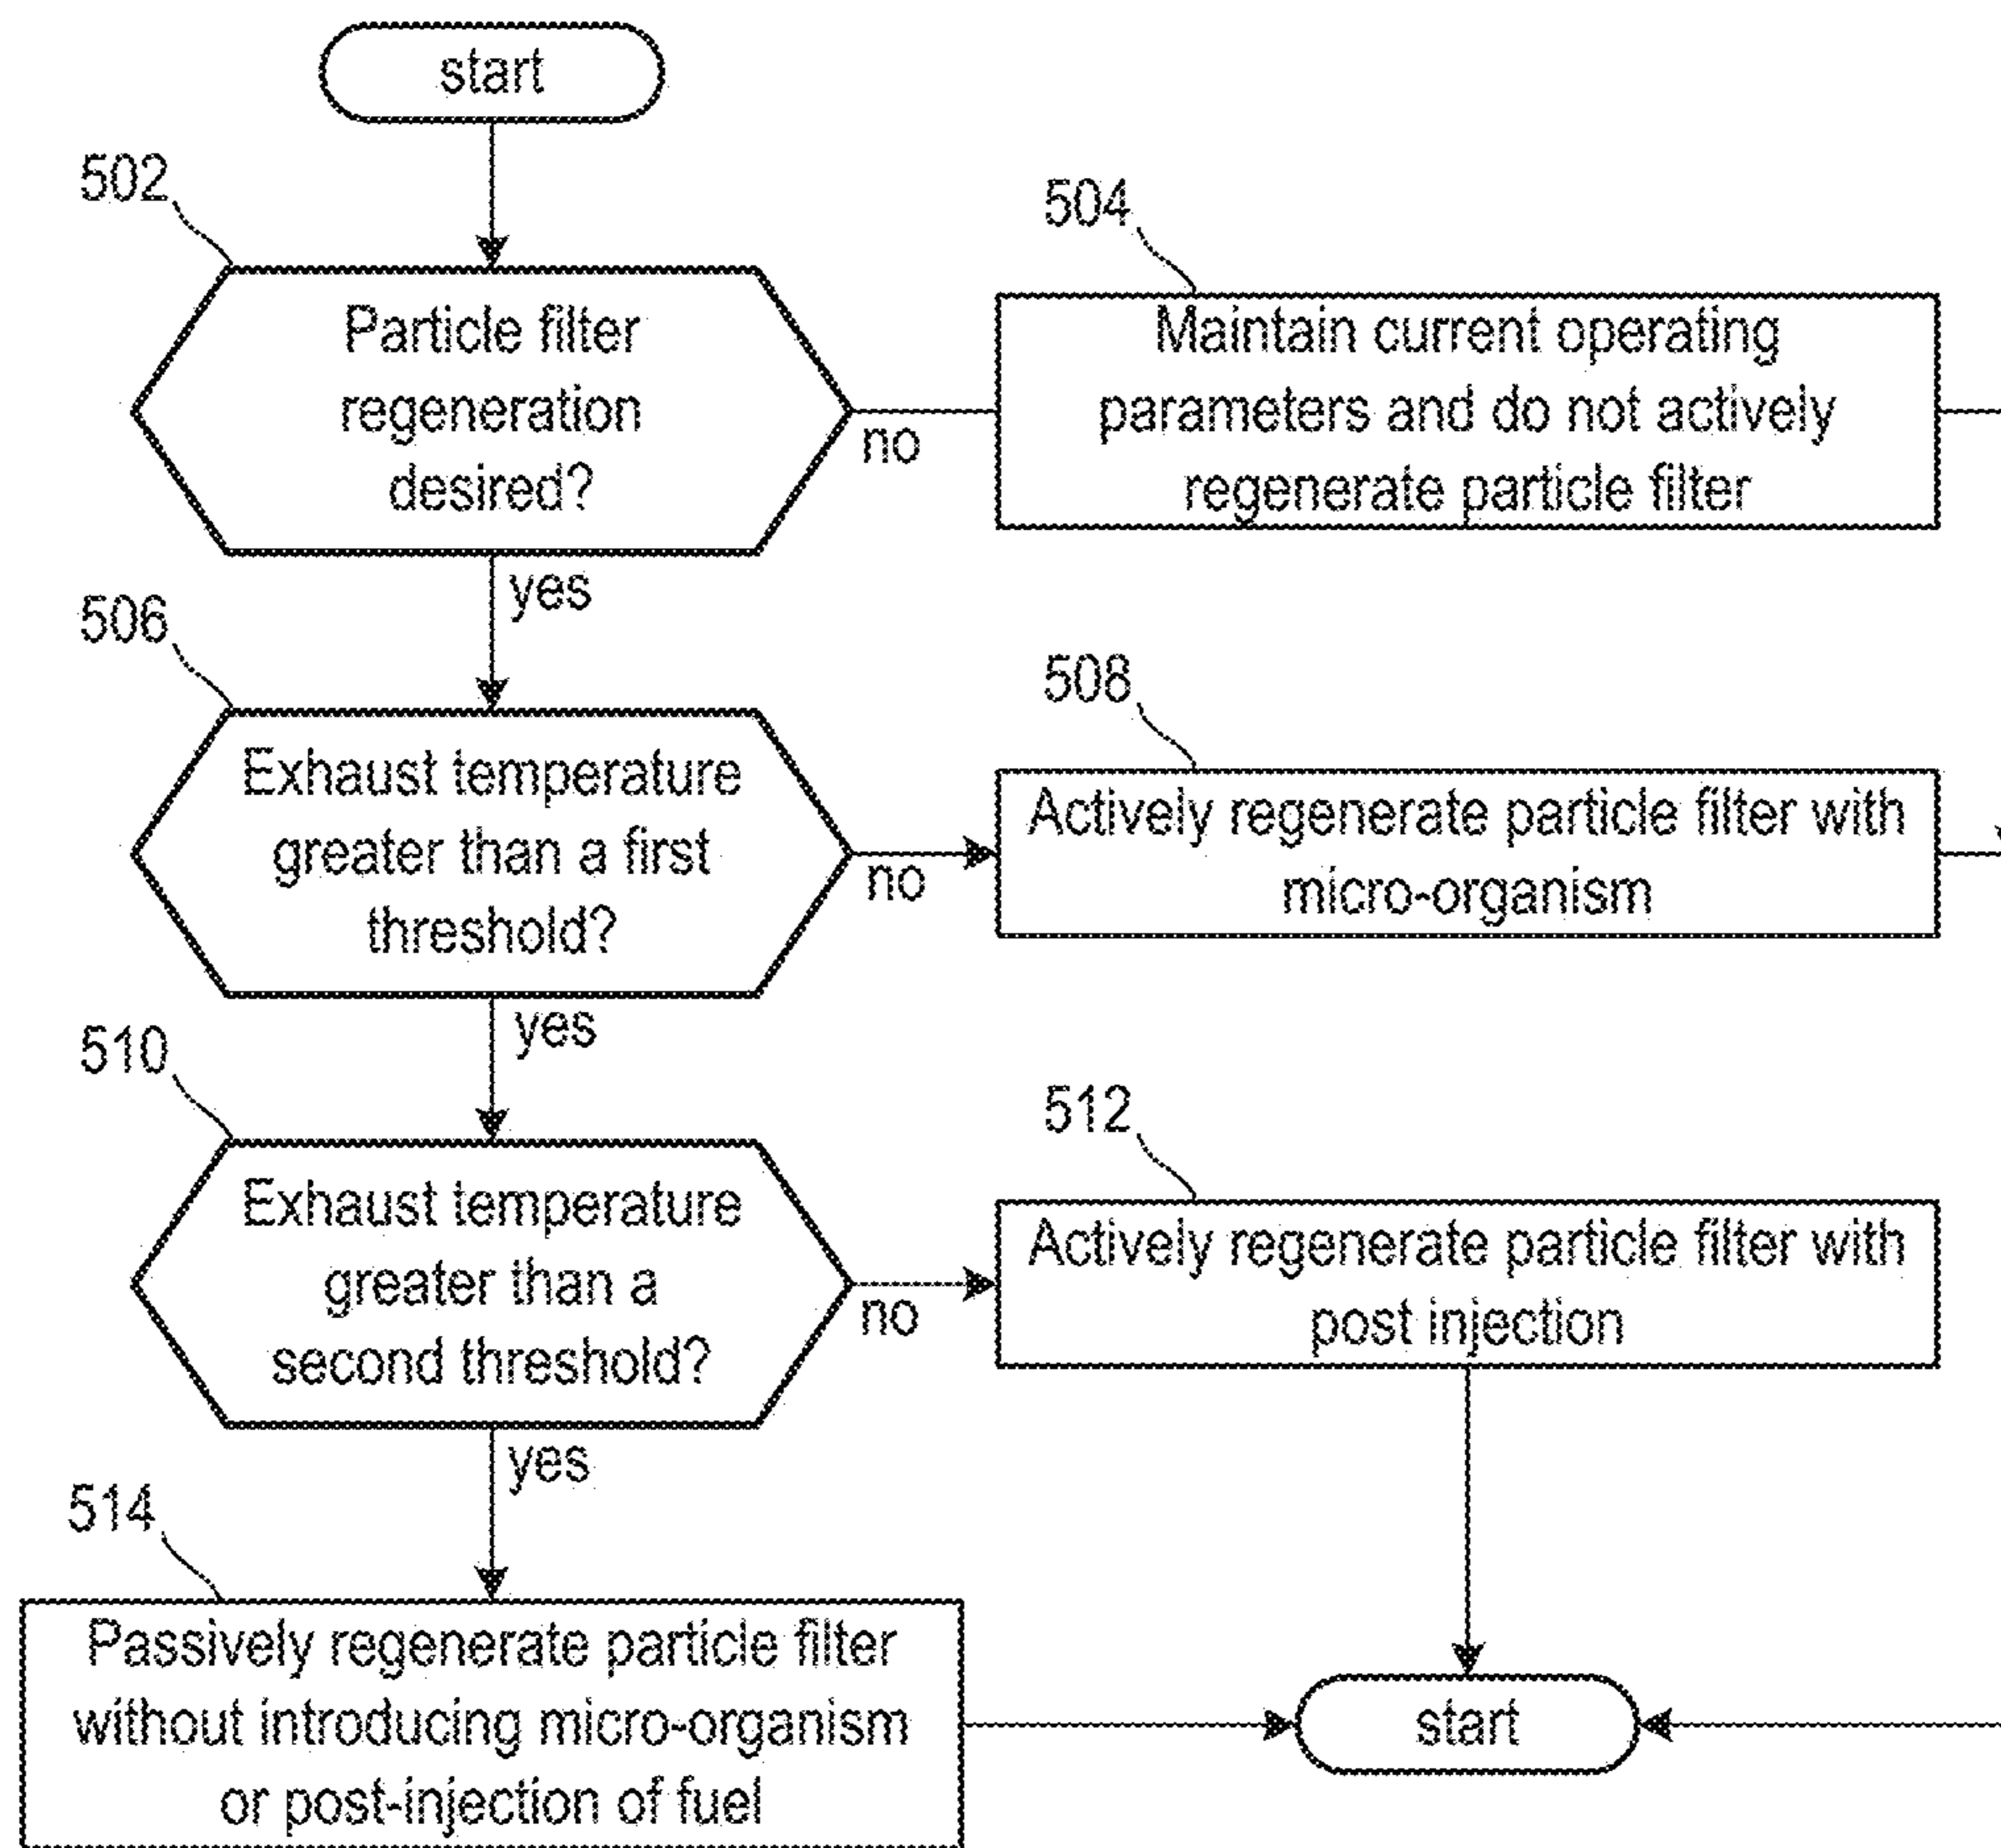 start
502
Particle filter
regeneration
desired?
no
504
Maintain current operating
parameters and do not actively
regenerate particle filter
yes
506
Exhaust temperature
greater than a first
threshold?
no
508
Actively regenerate particle filter with
micro-organism
yes
510
Exhaust temperature
greater than a
second threshold?
no
512
Actively regenerate particle filter with
post injection
yes
514
Passively regenerate particle filter
without introducing micro-organism
or post-injection of fuel
start